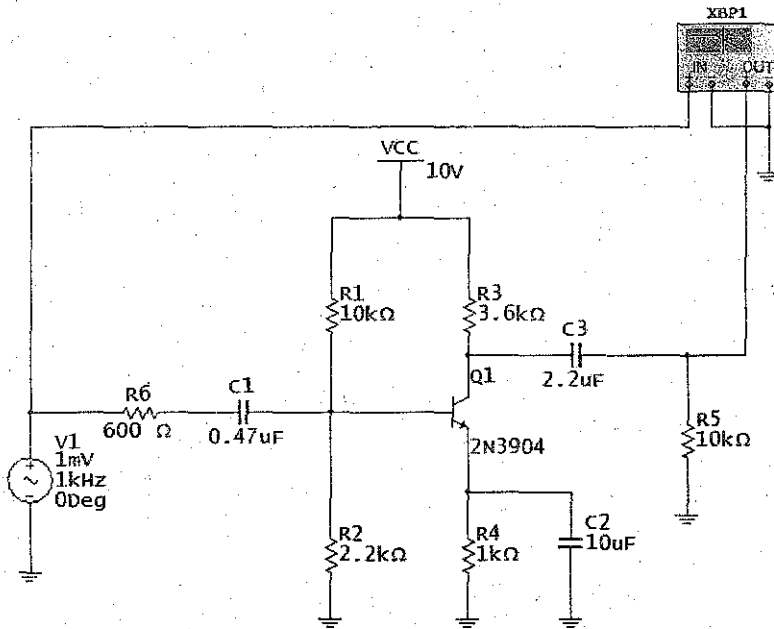 XBP1
IN OUT
VCC
10V
R1
10kΩ
R3
3.6kΩ
C3
2.2uF
Q1
R6
600 Ω
C1
0.47uF
2N3904
R5
10kΩ
V1
1mV
1kHz
0Deg
R2
2.2kΩ
R4
1kΩ
C2
10uF